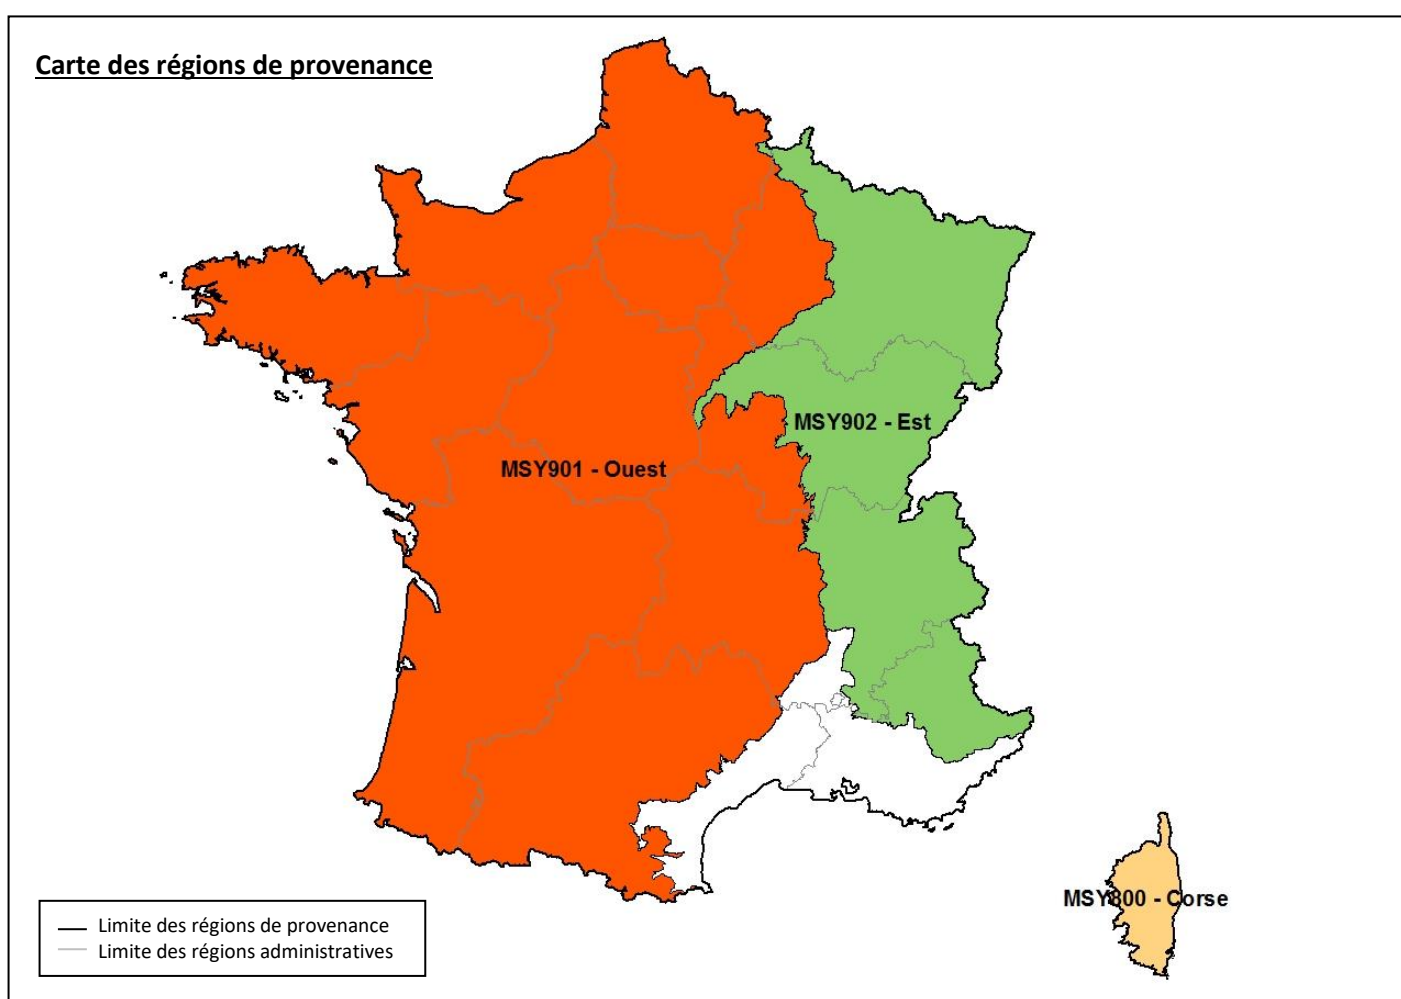 Carte des régions de provenance
MSY902 - Est
MSY901 - Ouest
MSY800 - Corse
Limite des régions de provenance
Limite des régions administratives